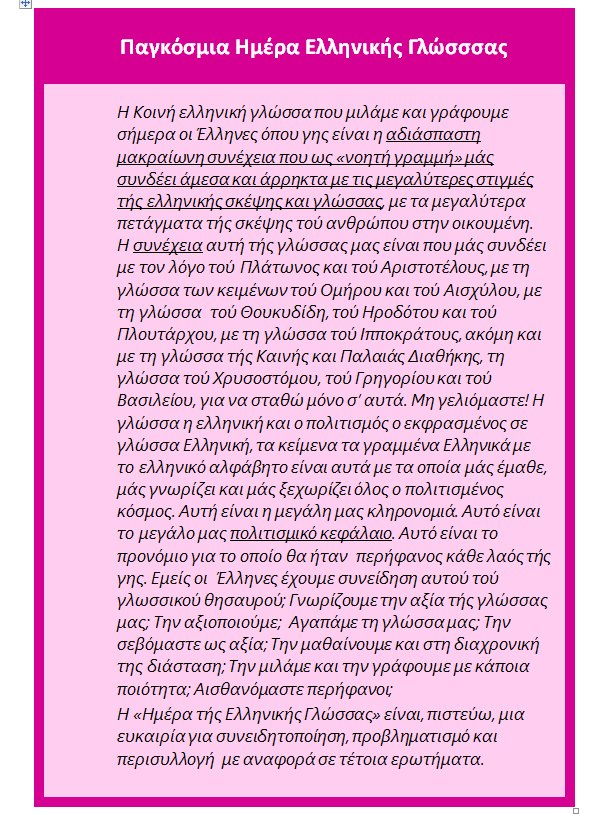 Παγκόσμια Ημέρα Ελληνικής Γλώσσσας
Η Κοινή ελληνική γλώσσα που μιλάμε και γράφουμε
σήμερα οι Έλληνες όπου γης είναι η αδιάσπαστη
μακραίωνη συνέχεια που ως «νοητή γραμμή» μάς
συνδέει άμεσα και άρρηκτα με τις μεγαλύτερες στιγμές
τής ελληνικής σκέψης και γλώσσας, με τα μεγαλύτερα
πετάγματα τής σκέψης τού ανθρώπου στην οικουμένη.
Η συνέχεια αυτή τής γλώσσας μας είναι που μάς συνδέει
με τον λόγο τού Πλάτωνος και τού Αριστοτέλους, με τη
γλώσσα των κειμένων τού Ομήρου και τού Αισχύλου, με
τη γλώσσα τού Θουκυδίδη, τού Ηροδότου και τού
Πλουτάρχου, με τη γλώσσα τού Ιπποκράτους, ακόμη και
με τη γλώσσα τής Καινής και Παλαιάς Διαθήκης, τη
γλώσσα τού Χρυσοστόμου, τού Γρηγορίου και τού
Βασιλείου, για να σταθώ μόνο σ’ αυτά. Μη γελιόμαστε! Η
γλώσσα η ελληνική και ο πολιτισμός ο εκφρασμένος σε
γλώσσα Ελληνική, τα κείμενα τα γραμμένα Ελληνικά με
το ελληνικό αλφάβητο είναι αυτά με τα οποία μάς έμαθε,
μάς γνωρίζει και μάς ξεχωρίζει όλος ο πολιτισμένος
κόσμος. Αυτή είναι η μεγάλη μας κληρονομιά. Αυτό είναι
το μεγάλο μας πολιτισμικό κεφάλαιο. Αυτό είναι το
προνόμιο για το οποίο θα ήταν περήφανος κάθε λαός τής
γης. Εμείς οι Έλληνες έχουμε συνείδηση αυτού τού
γλωσσικού θησαυρού; Γνωρίζουμε την αξία τής γλώσσας
μας; Την αξιοποιούμε; Αγαπάμε τη γλώσσα μας; Την
σεβόμαστε ως αξία; Την μαθαίνουμε και στη διαχρονική
της διάσταση; Την μιλάμε και την γράφουμε με κάποια
ποιότητα; Αισθανόμαστε περήφανοι;
Η «Ημέρα τής Ελληνικής Γλώσσας» είναι, πιστεύω, μια
ευκαιρία για συνειδητοποίηση, προβληματισμό και
περισυλλογή με αναφορά σε τέτοια ερωτήματα.